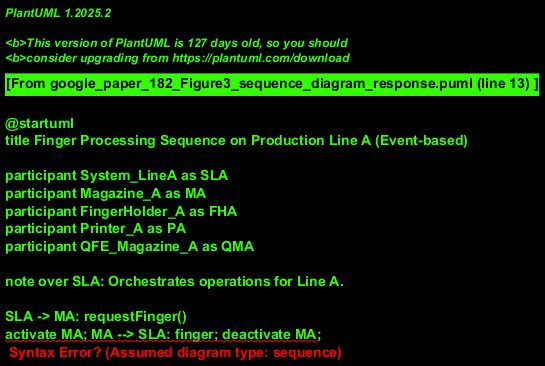 PlantUML 1.2025.2
<b>This version of PlantUML is 127 days old, so you should
<b>consider upgrading from https://plantuml.com/download
[From google_paper_182_Figure3_sequence_diagram_response.puml (line 13) ]
@startuml
title Finger Processing Sequence on Production Line A (Event-based)
participant System_LineA as SLA
participant Magazine_A as MA
participant FingerHolder_A as FHA
participant Printer_A as PA
participant QFE_Magazine_A as QMA
note over SLA: Orchestrates operations for Line A.
SLA -> MA: requestFinger()
activate MA; MA --> SLA: finger; deactivate MA;
Syntax Error? (Assumed diagram type: sequence)